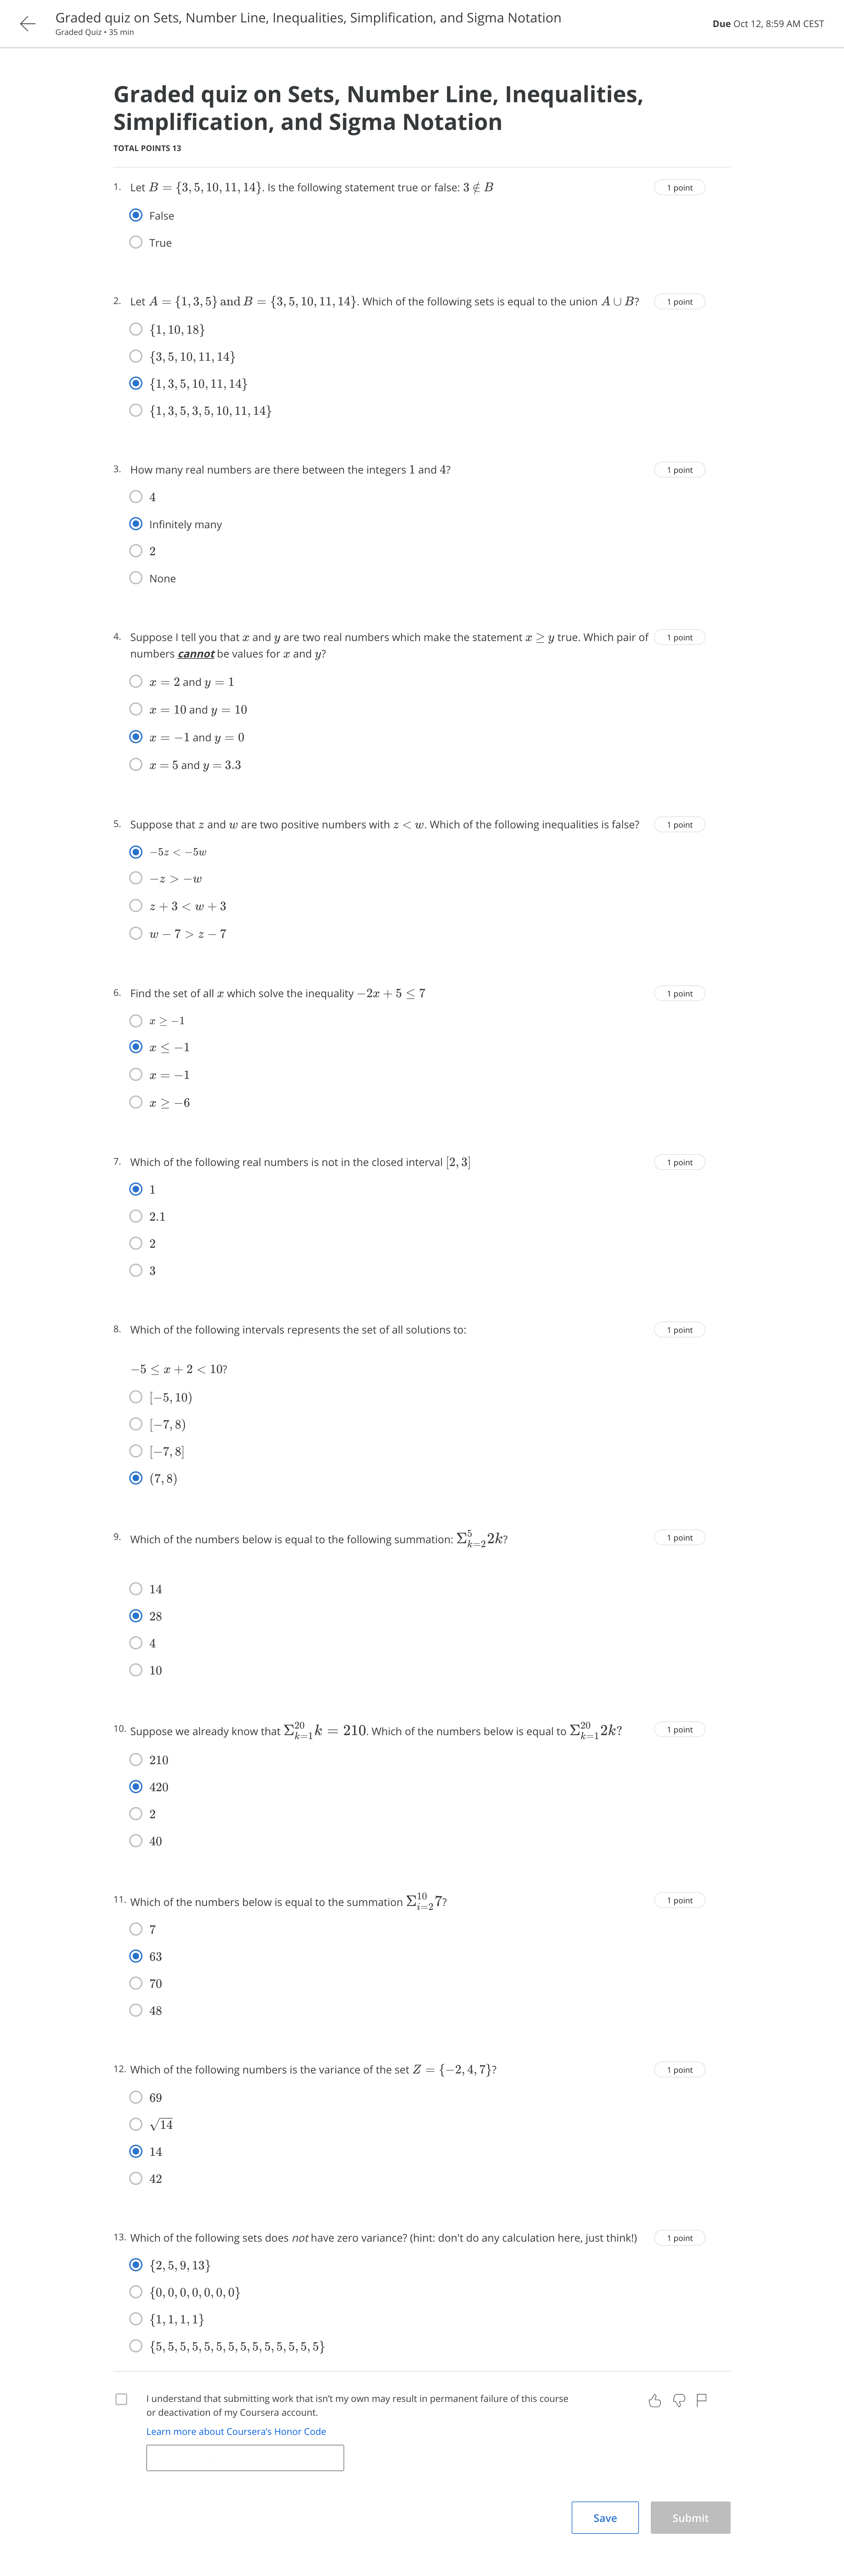 Graded quiz on Sets, Number Line, Inequalities, Simplification, and Sigma Notation
Graded Quiz • 35 min
Due Oct 12, 8:59 AM CEST
Graded quiz on Sets, Number Line, Inequalities,
Simplification, and Sigma Notation
TOTAL POINTS 13
1. Let B = {3, 5, 10, 11, 14}. Is the following statement true or false: 3 ∉ B
1 point
False
True
2. Let A = {1, 3, 5} and B = {3, 5, 10, 11, 14}. Which of the following sets is equal to the union A ∪ B?
1 point
{1, 10, 18}
{3, 5, 10, 11, 14}
{1, 3, 5, 10, 11, 14}
{1, 3, 5, 3, 5, 10, 11, 14}
3. How many real numbers are there between the integers 1 and 4?
1 point
4
Infinitely many
2
None
4. Suppose I tell you that x and y are two real numbers which make the statement x ≥ y true. Which pair of
1 point
numbers cannot be values for x and y?
x = 2 and y = 1
x = 10 and y = 10
x = −1 and y = 0
x = 5 and y = 3.3
5. Suppose that z and w are two positive numbers with z < w. Which of the following inequalities is false?
1 point
−5z < −5w
−z > −w
z + 3 < w + 3
w − 7 > z − 7
6. Find the set of all x which solve the inequality −2x + 5 ≤ 7
1 point
x ≥ −1
x ≤ −1
x = −1
x ≥ −6
7. Which of the following real numbers is not in the closed interval [2, 3]
1 point
1
2.1
2
3
8. Which of the following intervals represents the set of all solutions to:
1 point
−5 ≤ x + 2 < 10?
[−5, 10)
[−7, 8)
[−7, 8]
(7, 8)
9. Which of the numbers below is equal to the following summation: Σ_{k=2}^{5} 2k?
1 point
14
28
4
10
10. Suppose we already know that Σ_{k=1}^{20} k = 210. Which of the numbers below is equal to Σ_{k=1}^{20} 2k?
1 point
210
420
2
40
11. Which of the numbers below is equal to the summation Σ_{i=2}^{10} 7?
1 point
7
63
70
48
12. Which of the following numbers is the variance of the set Z = {−2, 4, 7}?
1 point
69
√14
14
42
13. Which of the following sets does not have zero variance? (hint: don't do any calculation here, just think!)
1 point
{2, 5, 9, 13}
{0, 0, 0, 0, 0, 0, 0}
{1, 1, 1, 1}
{5, 5, 5, 5, 5, 5, 5, 5, 5, 5, 5, 5, 5, 5}
I understand that submitting work that isn't my own may result in permanent failure of this course
or deactivation of my Coursera account.
Learn more about Coursera's Honor Code
Save
Submit